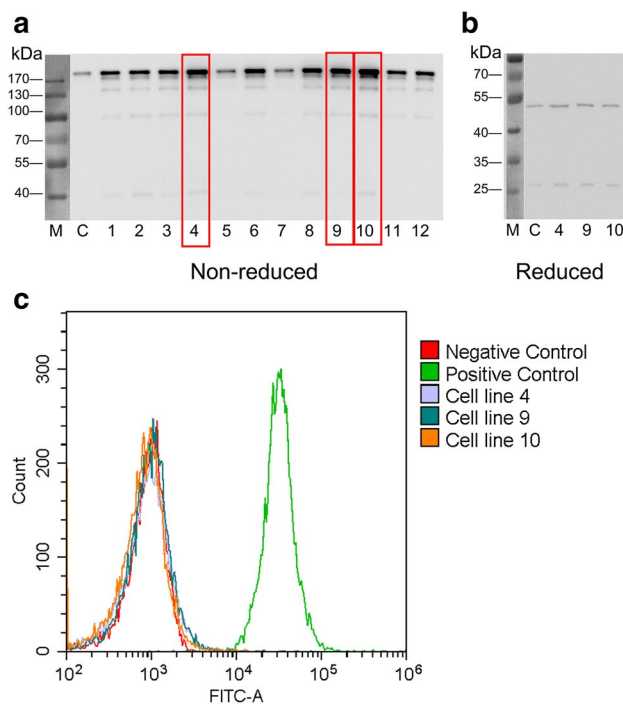 a
kDa
170
130
100
70
55
40
M C 1 2 3 4 5 6 7 8 9 10 11 12
Non-reduced
b
kDa
70
55
40
35
25
M C 4 9 10
Reduced
c
Count
300
200
100
0
10² 10³ 10⁴ 10⁵ 10⁶
FITC-A
Negative Control
Positive Control
Cell line 4
Cell line 9
Cell line 10